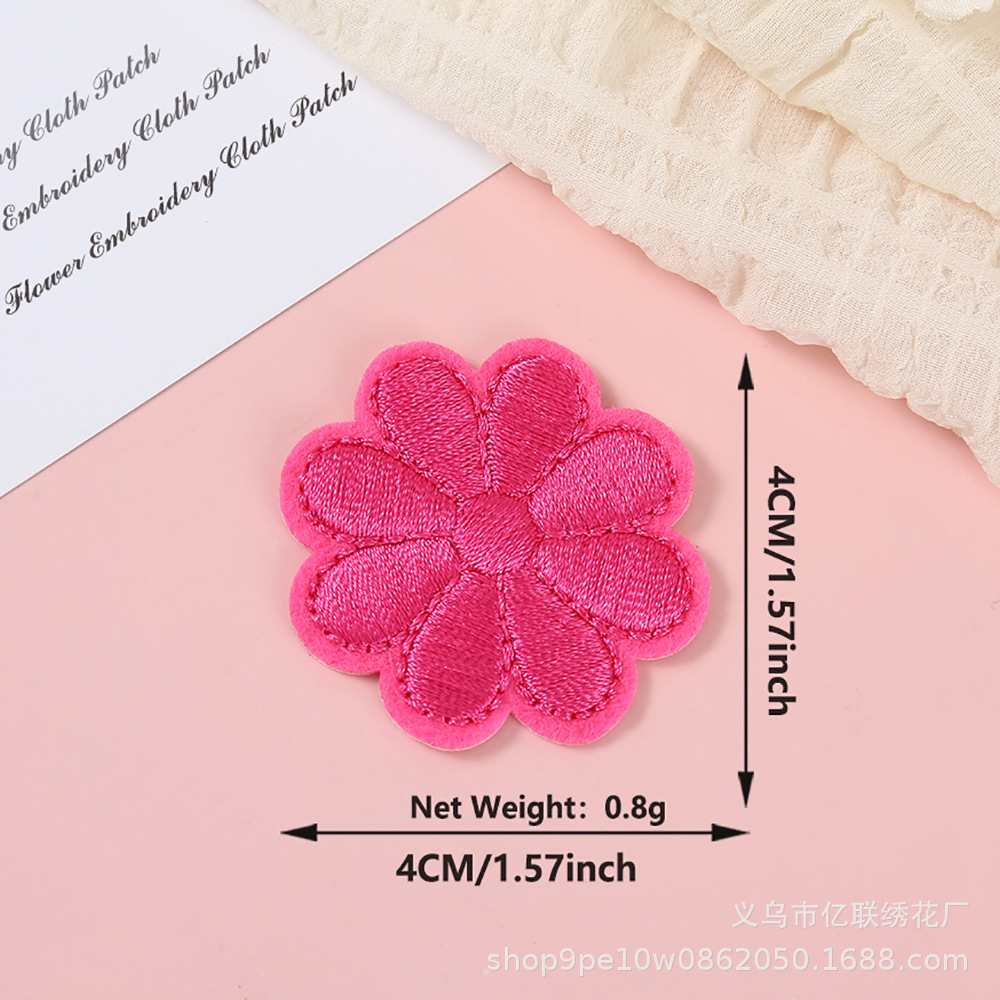 Cloth Patch
Embroidery Cloth Patch
Flower Embroidery Cloth Patch
4CM/1.57inch
Net Weight: 0.8g
4CM/1.57inch
义乌市亿联绣花厂
shop9pe10w0862050.1688.com